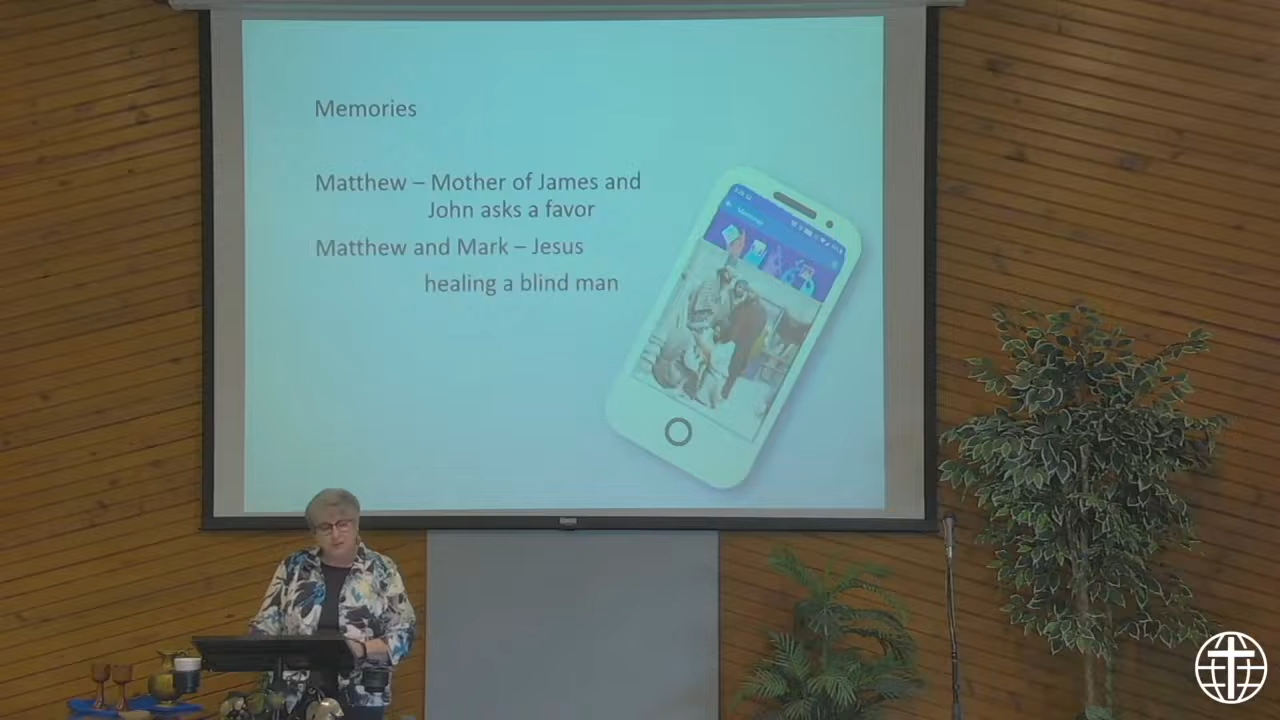 Memories
Matthew – Mother of James and
John asks a favor
Matthew and Mark – Jesus
healing a blind man